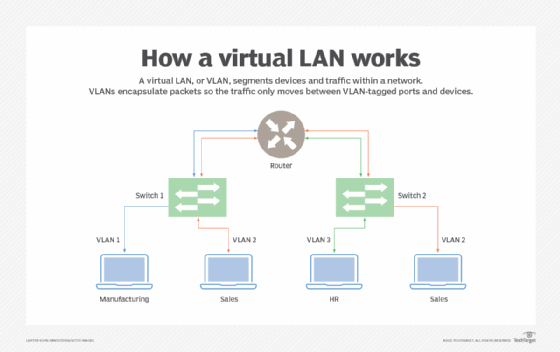 How a virtual LAN works
A virtual LAN, or VLAN, segments devices and traffic within a network.
VLANs encapsulate packets so the traffic only moves between VLAN-tagged ports and devices.
Router
Switch 1
Switch 2
VLAN 1
VLAN 2
VLAN 3
VLAN 2
Manufacturing
Sales
HR
Sales
TechTarget